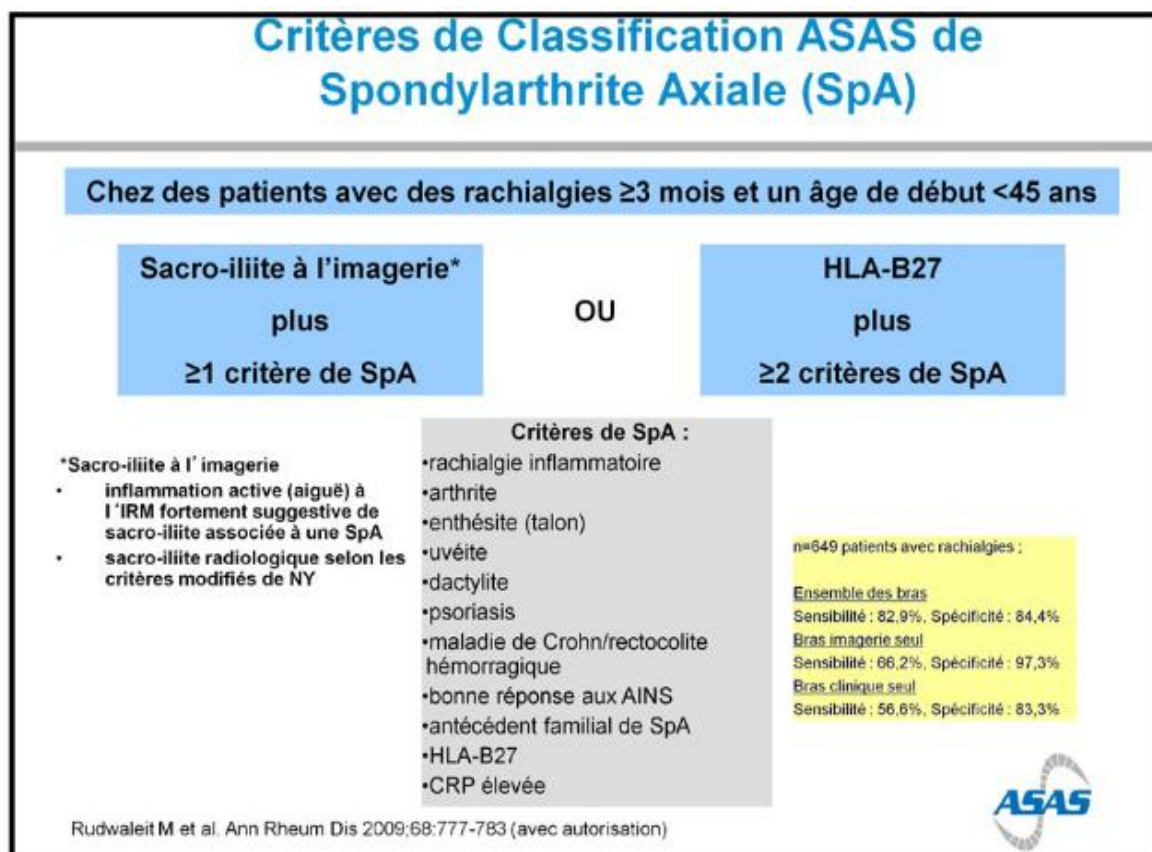 Critères de Classification ASAS de
Spondylarthrite Axiale (SpA)
Chez des patients avec des rachialgies ≥3 mois et un âge de début <45 ans
Sacro-iliite à l'imagerie*
plus
≥1 critère de SpA
OU
HLA-B27
plus
≥2 critères de SpA
*Sacro-iliite à l´ imagerie
• inflammation active (aiguë) à
l ´IRM fortement suggestive de
sacro-iliite associée à une SpA
• sacro-iliite radiologique selon les
critères modifiés de NY
Critères de SpA :
•rachialgie inflammatoire
•arthrite
•enthésite (talon)
•uvéite
•dactylite
•psoriasis
•maladie de Crohn/rectocolite
hémorragique
•bonne réponse aux AINS
•antécédent familial de SpA
•HLA-B27
•CRP élevée
n=649 patients avec rachialgies ;
Ensemble des bras
Sensibilité : 82,9%, Spécificité : 84,4%
Bras imagerie seul
Sensibilité : 66,2%, Spécificité : 97,3%
Bras clinique seul
Sensibilité : 56,6%, Spécificité : 83,3%
ASAS
Rudwaleit M et al. Ann Rheum Dis 2009;68:777-783 (avec autorisation)